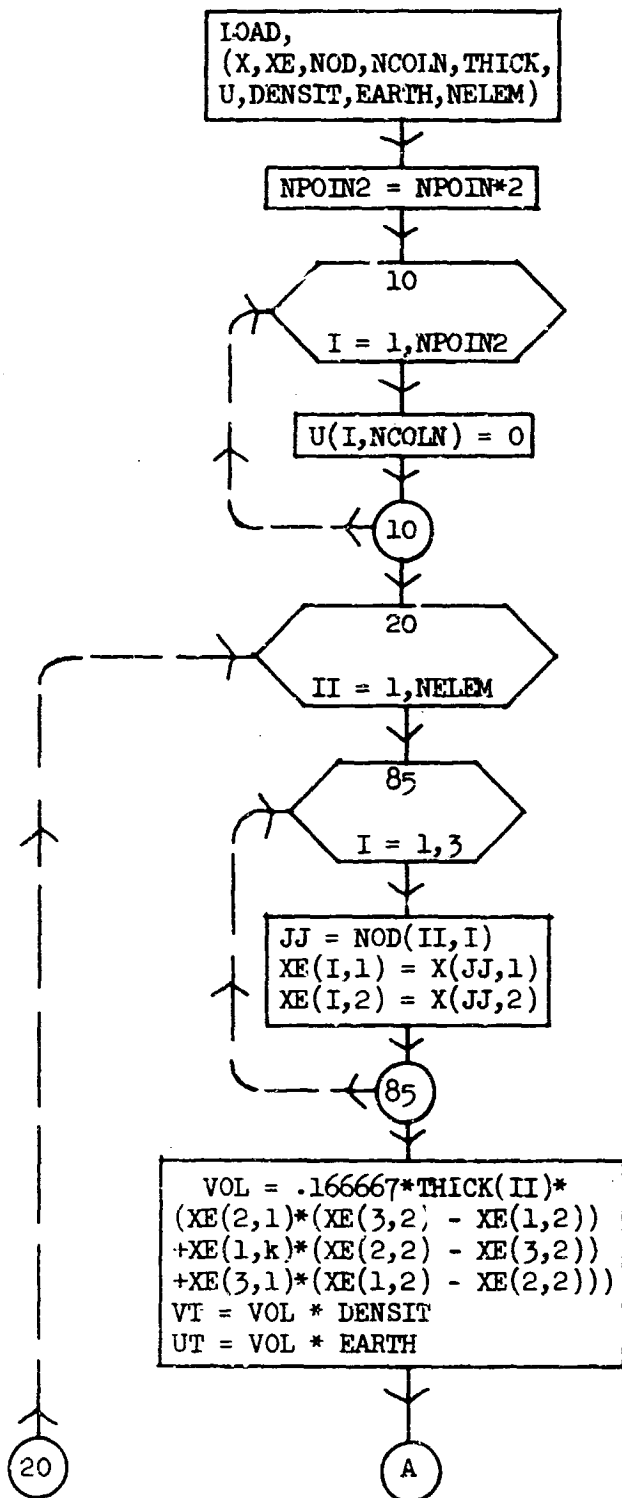 LOAD,
(X,XE,NOD,NCOLN,THICK,
U,DENSIT,EARTH,NELEM)
NPOIN2 = NPOIN*2
10
I = 1,NPOIN2
U(I,NCOLN) = 0
10
20
II = 1,NELEM
85
I = 1,3
JJ = NOD(II,I)
XE(I,1) = X(JJ,1)
XE(I,2) = X(JJ,2)
85
VOL = .166667*THICK(II)*
(XE(2,1)*(XE(3,2) - XE(1,2))
+XE(1,k)*(XE(2,2) - XE(3,2))
+XE(3,1)*(XE(1,2) - XE(2,2)))
VT = VOL * DENSIT
UT = VOL * EARTH
20
A